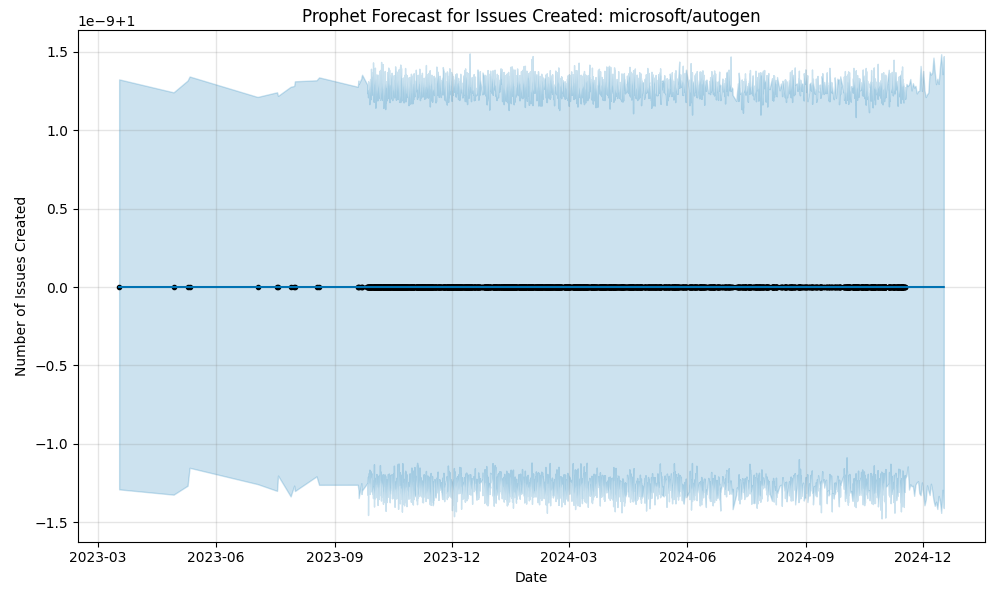 Prophet Forecast for Issues Created: microsoft/autogen
1e−9+1
1.5
1.0
0.5
0.0
−0.5
−1.0
−1.5
Number of Issues Created
2023-03 2023-06 2023-09 2023-12 2024-03 2024-06 2024-09 2024-12
Date